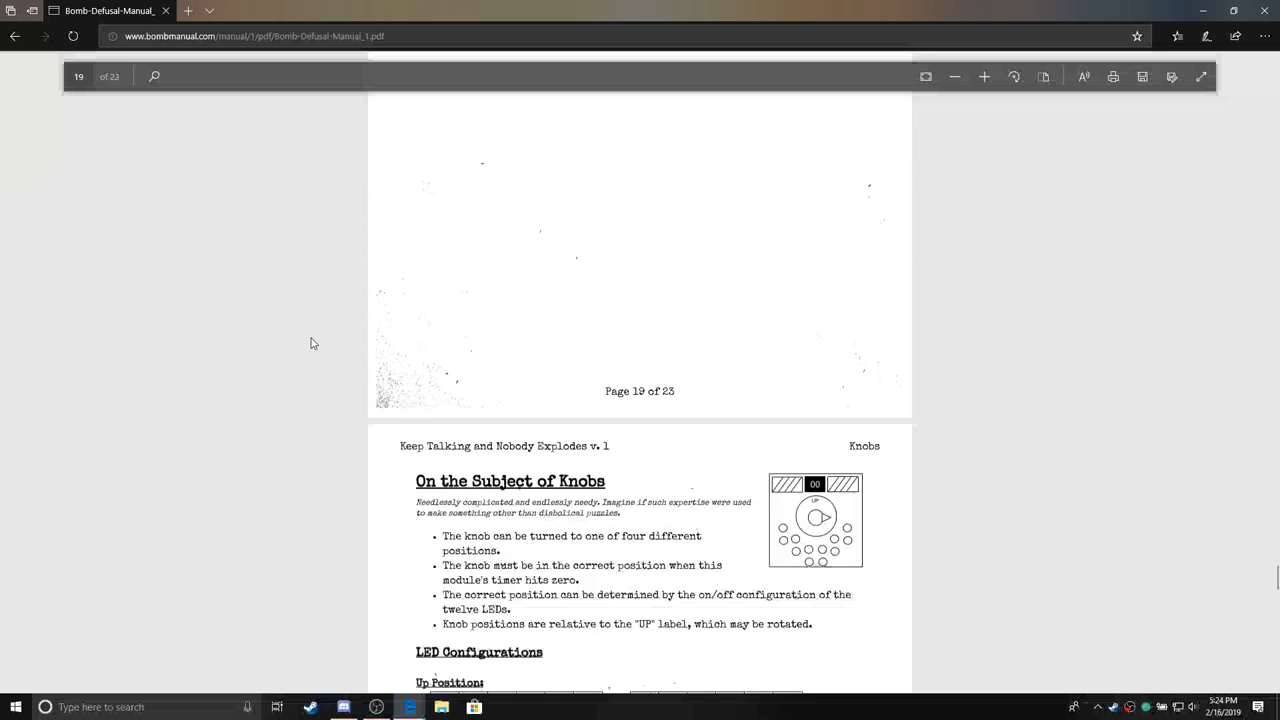 Bomb-Defusal-Manual_
www.bombmanual.com/manual/1/pdf/Bomb-Defusal-Manual_1.pdf
19 of 23
Page 19 of 23
Keep Talking and Nobody Explodes v. 1
Knobs
On the Subject of Knobs
Needlessly complicated and endlessly needy. Imagine if such expertise were used
to make something other than diabolical puzzles.
00
UP
• The knob can be turned to one of four different
positions.
• The knob must be in the correct position when this
module's timer hits zero.
• The correct position can be determined by the on/off configuration of the
twelve LEDs.
• Knob positions are relative to the "UP" label, which may be rotated.
LED Configurations
Up Position:
Type here to search
5:24 PM
2/16/2019